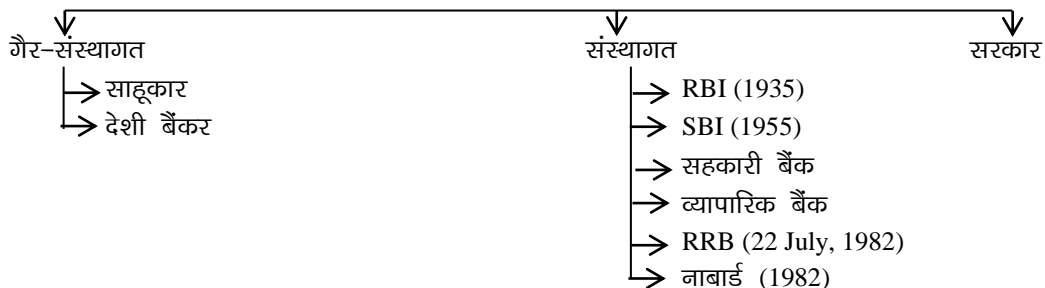 गैर-संस्थागत संस्थागत सरकार
साहूकार
देशी बैंकर
RBI (1935)
SBI (1955)
सहकारी बैंक
व्यापारिक बैंक
RRB (22 July, 1982)
नाबार्ड (1982)